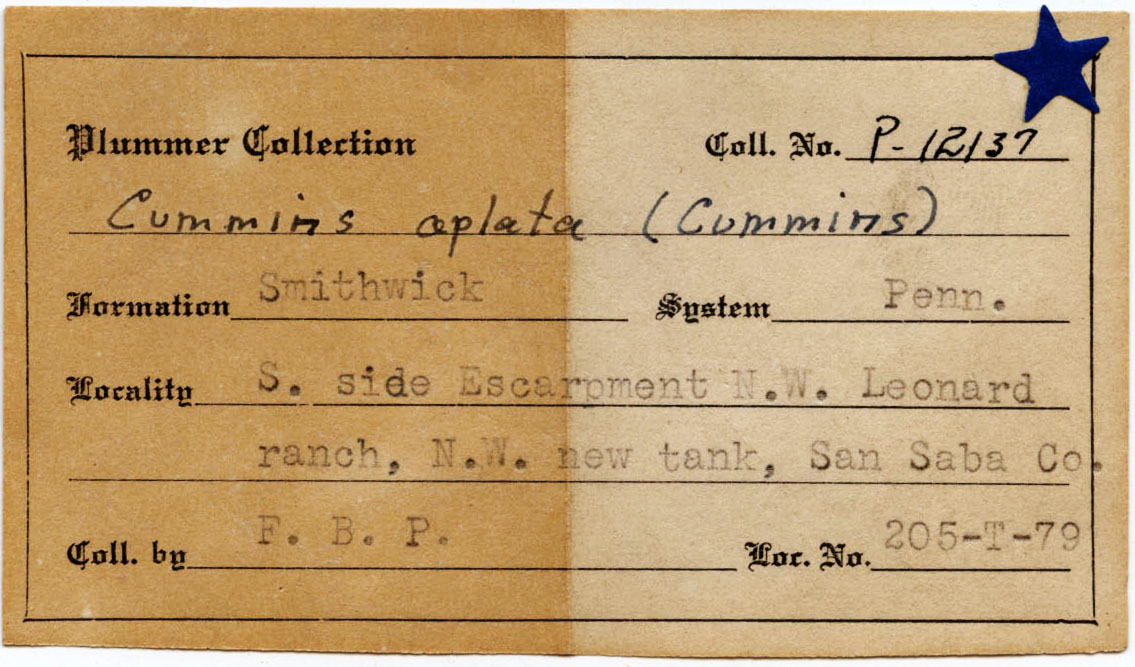 Plummer Collection Coll. No. P-12137
Cummins aplata (Cummins)
Formation Smithwick System Penn.
Locality S. side Escarpment N.W. Leonard
ranch, N.W. new tank, San Saba Co.
Coll. by F. B. P. Loc. No. 205-T-79